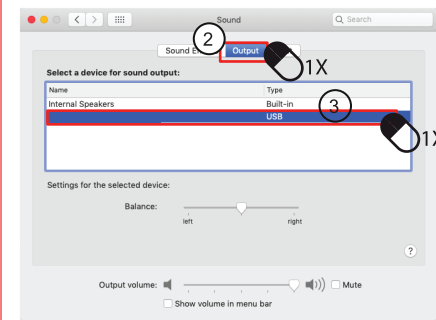 Sound
Search
2
Sound E
Output
1X
Select a device for sound output:
Name Type
Internal Speakers Built-in
3
USB
1X
Settings for the selected device:
Balance:
left right
?
Output volume: Mute
Show volume in menu bar